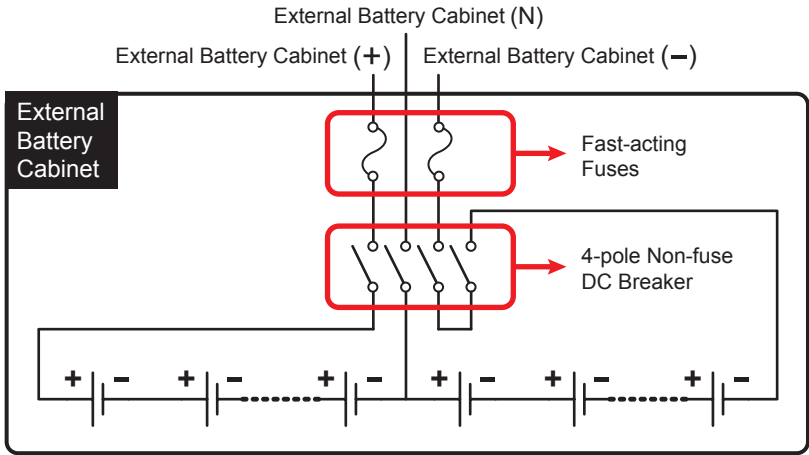 External Battery Cabinet (N)
External Battery Cabinet (+)
External Battery Cabinet (−)
External
Battery
Cabinet
Fast-acting
Fuses
4-pole Non-fuse
DC Breaker
+ − + − + − + − + − + −